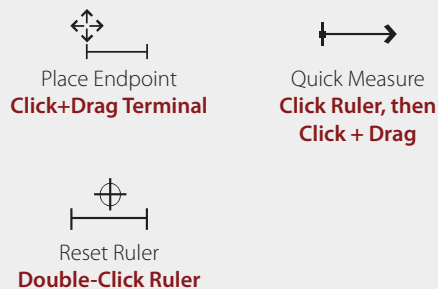 Place Endpoint
Click+Drag Terminal
Quick Measure
Click Ruler, then
Click + Drag
Reset Ruler
Double-Click Ruler